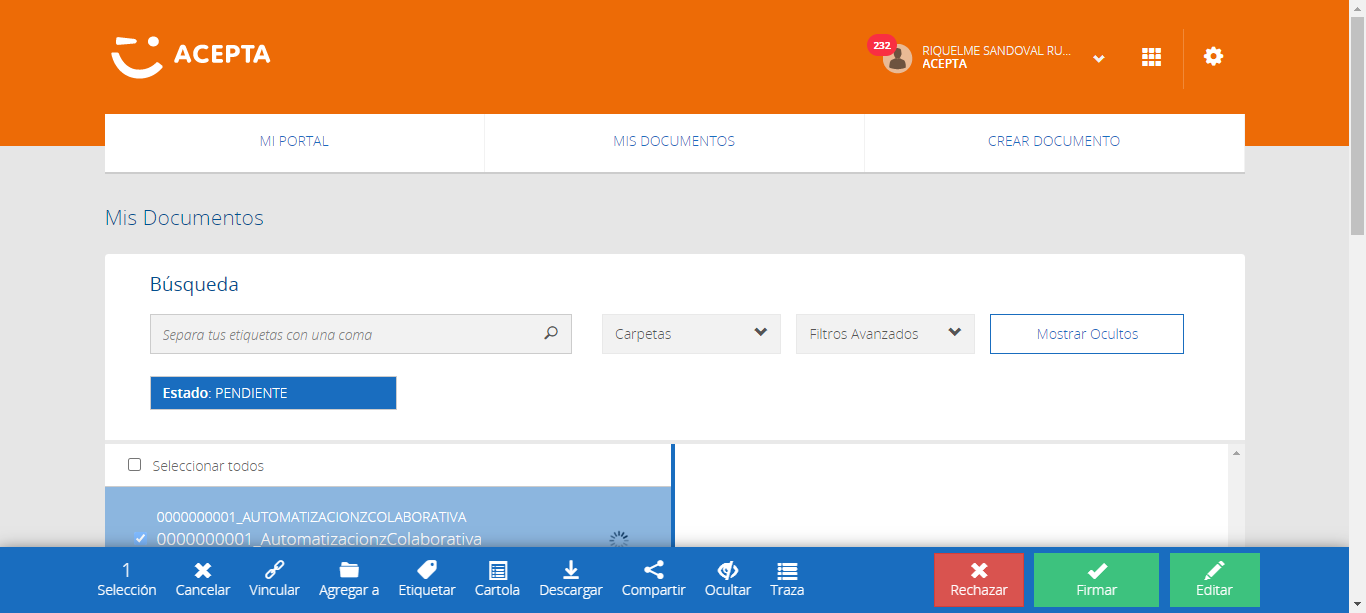 ACEPTA
232
RIQUELME SANDOVAL RU...
ACEPTA
MI PORTAL
MIS DOCUMENTOS
CREAR DOCUMENTO
Mis Documentos
Búsqueda
Separa tus etiquetas con una coma
Carpetas
Filtros Avanzados
Mostrar Ocultos
Estado: PENDIENTE
Seleccionar todos
0000000001_AUTOMATIZACIONZCOLABORATIVA
0000000001_AutomatizacionzColaborativa
1
Selección
Cancelar
Vincular
Agregar a
Etiquetar
Cartola
Descargar
Compartir
Ocultar
Traza
Rechazar
Firmar
Editar